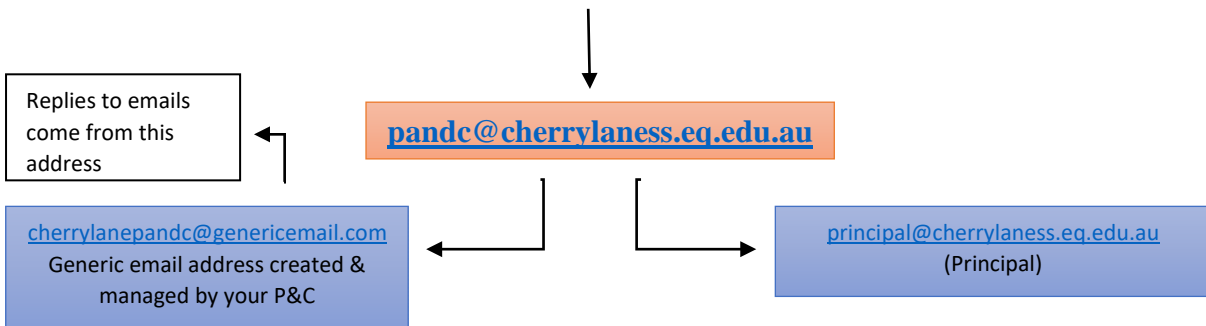 Replies to emails
come from this
address
pandc@cherrylaness.eq.edu.au
cherrylanepandc@genericemail.com
Generic email address created &
managed by your P&C
principal@cherrylaness.eq.edu.au
(Principal)